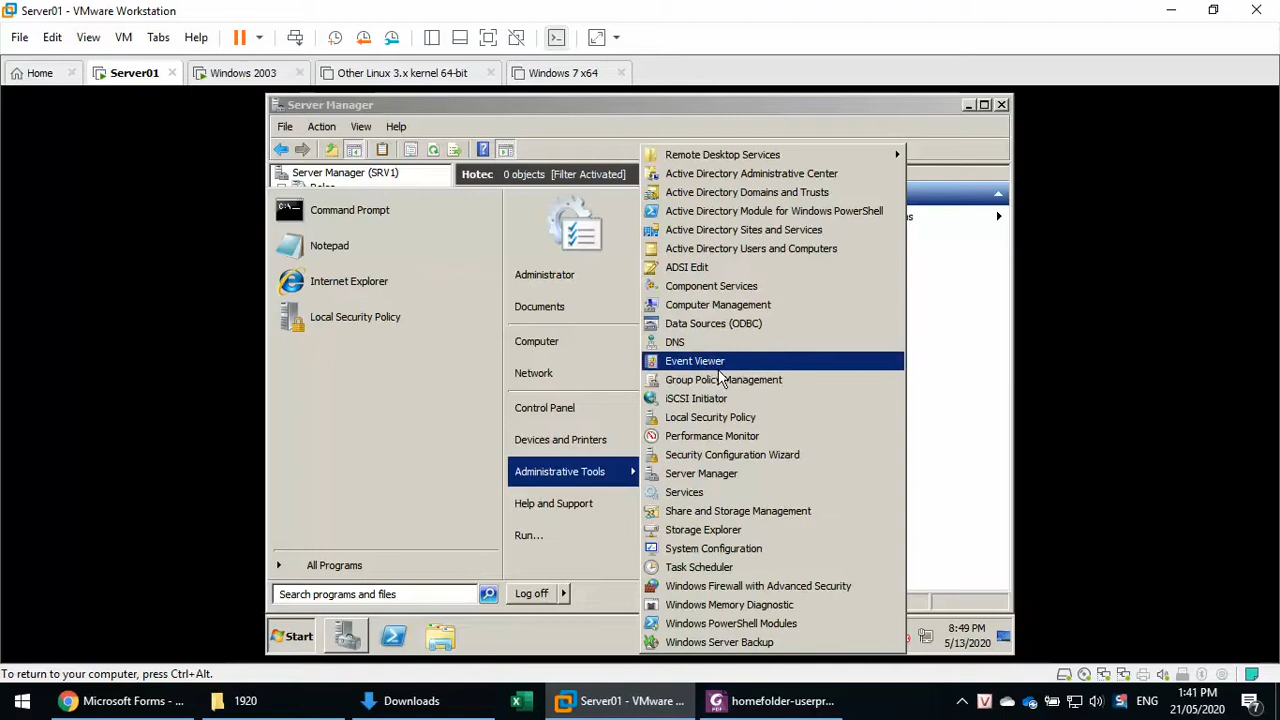 Server01 - VMware Workstation
File Edit View VM Tabs Help
Home Server01 Windows 2003 Other Linux 3.x kernel 64-bit Windows 7 x64
Server Manager
File Action View Help
Server Manager (SRV1)
Hotec 0 objects [Filter Activated]
Command Prompt
Notepad
Internet Explorer
Local Security Policy
All Programs
Search programs and files
Administrator
Documents
Computer
Network
Control Panel
Devices and Printers
Administrative Tools
Help and Support
Run...
Log off
Remote Desktop Services
Active Directory Administrative Center
Active Directory Domains and Trusts
Active Directory Module for Windows PowerShell
Active Directory Sites and Services
Active Directory Users and Computers
ADSI Edit
Component Services
Computer Management
Data Sources (ODBC)
DNS
Event Viewer
Group Policy Management
iSCSI Initiator
Local Security Policy
Performance Monitor
Security Configuration Wizard
Server Manager
Services
Share and Storage Management
Storage Explorer
System Configuration
Task Scheduler
Windows Firewall with Advanced Security
Windows Memory Diagnostic
Windows PowerShell Modules
Windows Server Backup
Start
8:49 PM
5/13/2020
To return to your computer, press Ctrl+Alt.
Microsoft Forms - ... 1920 Downloads Server01 - VMware ... homefolder-userpr... ENG
1:41 PM
21/05/2020
7